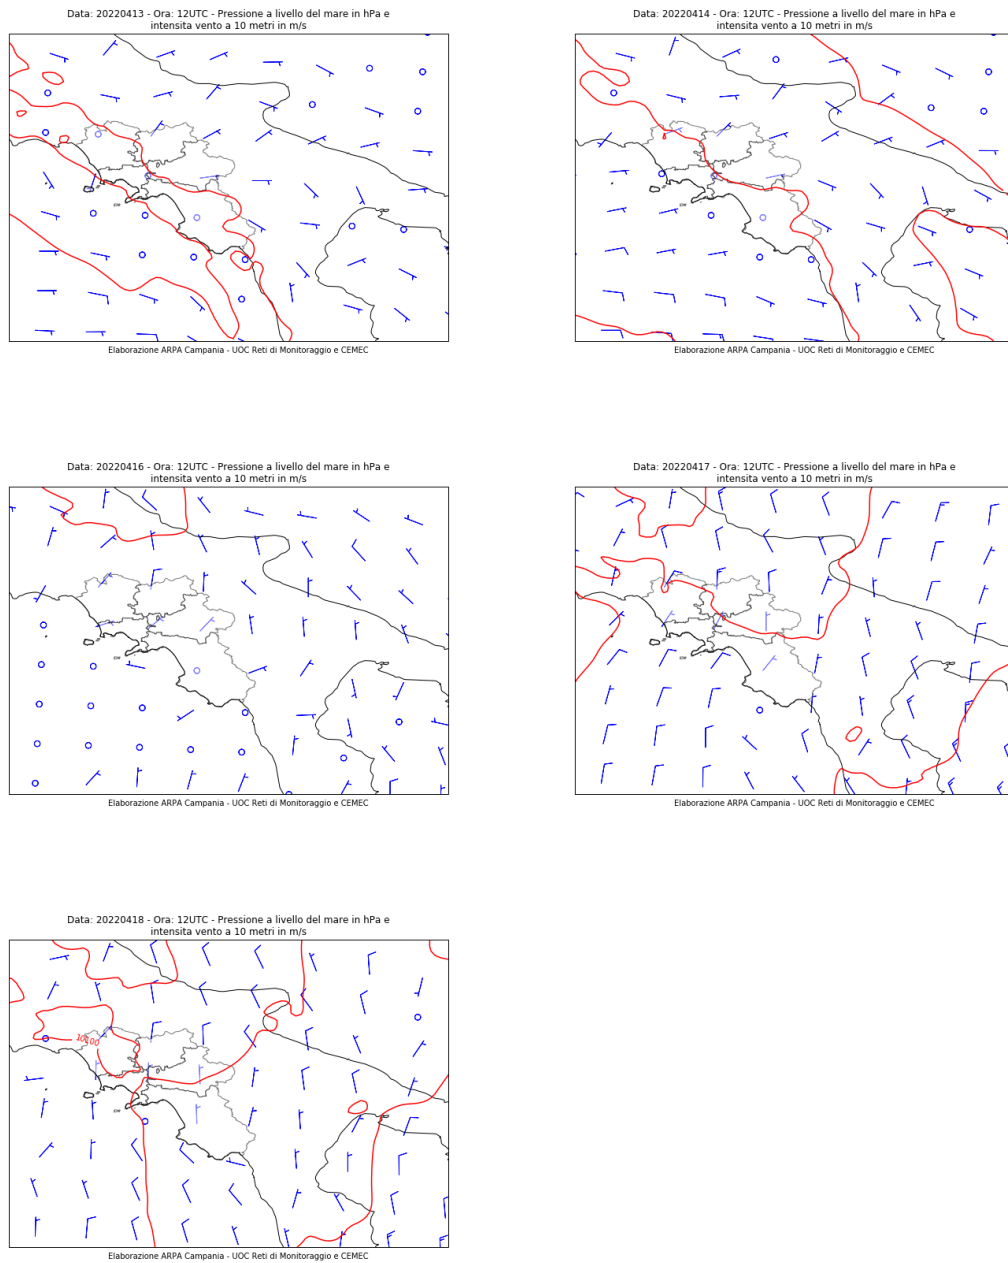 Data: 20220413 - Ora: 12UTC - Pressione a livello del mare in hPa e
intensita vento a 10 metri in m/s
Elaborazione ARPA Campania - UOC Reti di Monitoraggio e CEMEC
Data: 20220414 - Ora: 12UTC - Pressione a livello del mare in hPa e
intensita vento a 10 metri in m/s
Elaborazione ARPA Campania - UOC Reti di Monitoraggio e CEMEC
Data: 20220416 - Ora: 12UTC - Pressione a livello del mare in hPa e
intensita vento a 10 metri in m/s
Elaborazione ARPA Campania - UOC Reti di Monitoraggio e CEMEC
Data: 20220417 - Ora: 12UTC - Pressione a livello del mare in hPa e
intensita vento a 10 metri in m/s
Elaborazione ARPA Campania - UOC Reti di Monitoraggio e CEMEC
Data: 20220418 - Ora: 12UTC - Pressione a livello del mare in hPa e
intensita vento a 10 metri in m/s
Elaborazione ARPA Campania - UOC Reti di Monitoraggio e CEMEC